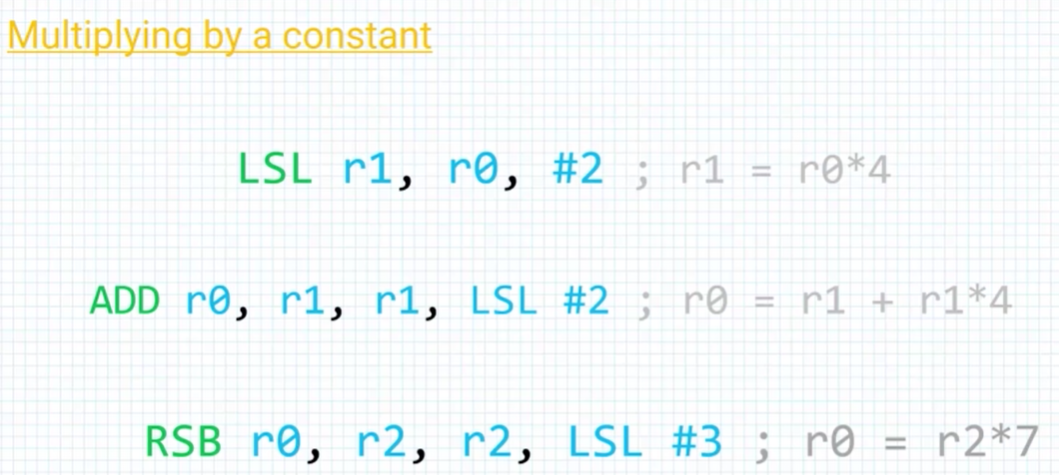 Multiplying by a constant
LSL r1, r0, #2 ; r1 = r0*4
ADD r0, r1, r1, LSL #2 ; r0 = r1 + r1*4
RSB r0, r2, r2, LSL #3 ; r0 = r2*7